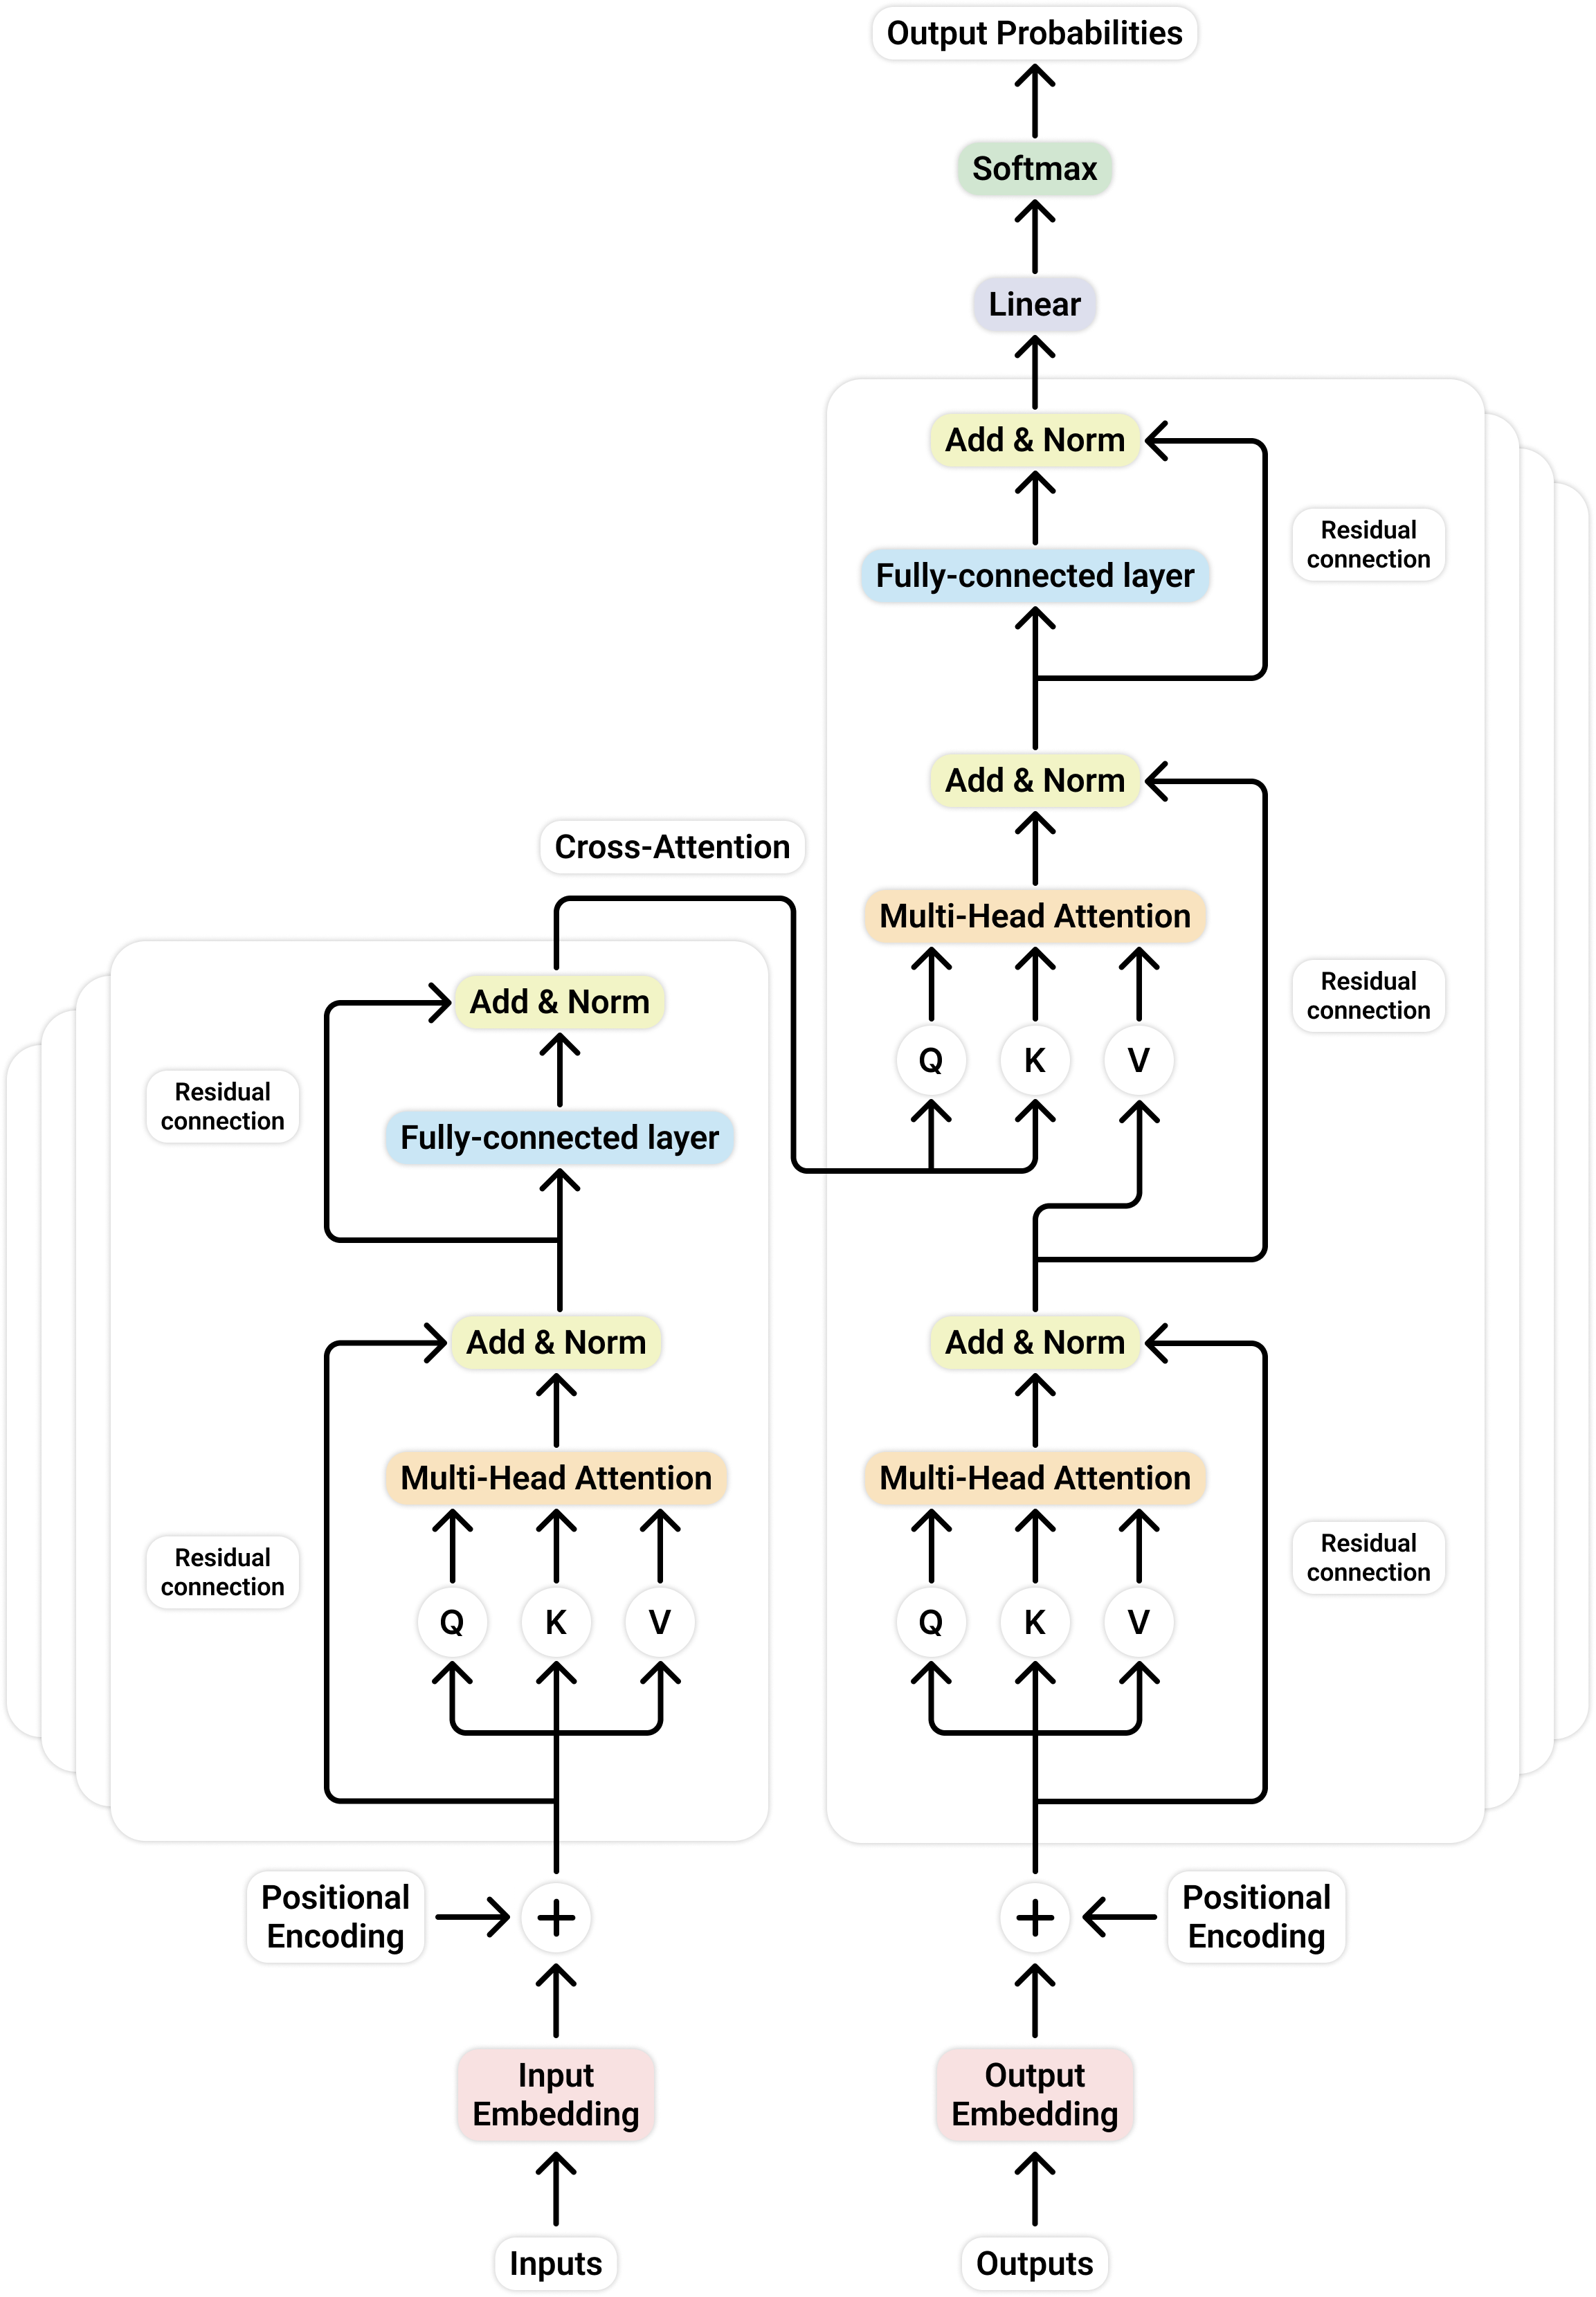 Output Probabilities
Softmax
Linear
Add & Norm
Residual
connection
Fully-connected layer
Add & Norm
Cross-Attention
Multi-Head Attention
Residual
connection
Q K V
Add & Norm
Residual
connection
Fully-connected layer
Add & Norm
Multi-Head Attention
Residual
connection
Q K V
Add & Norm
Multi-Head Attention
Residual
connection
Q K V
Positional
Encoding
+
+
Positional
Encoding
Input
Embedding
Output
Embedding
Inputs
Outputs